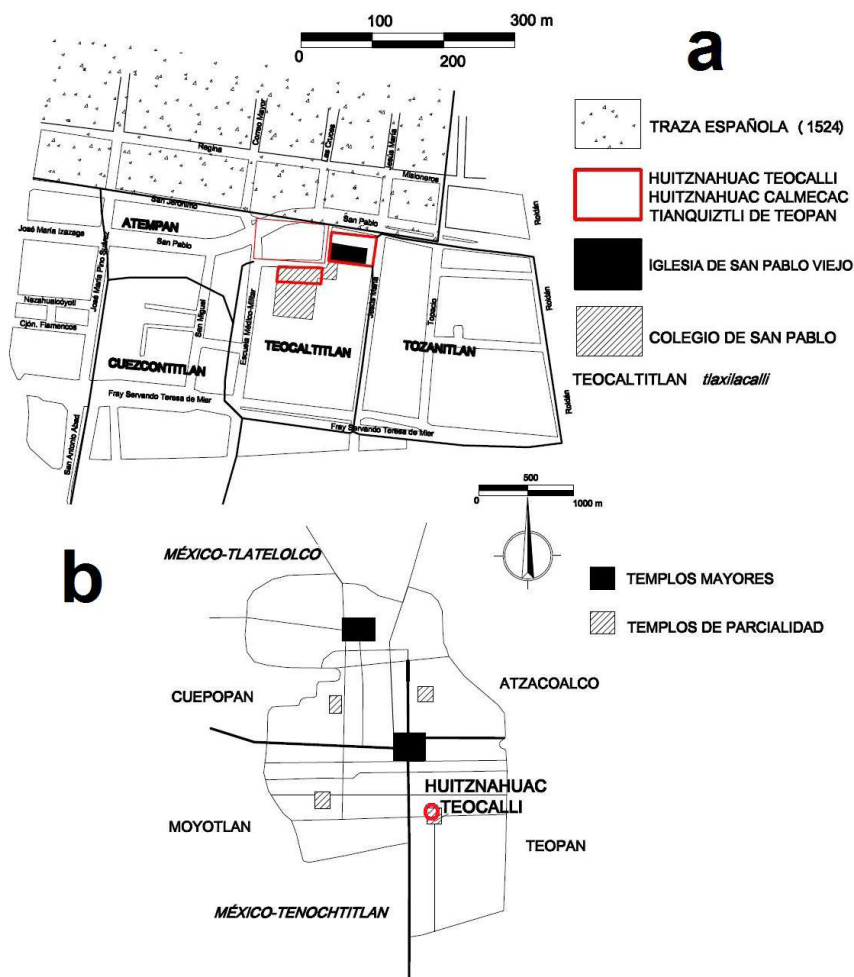 100
300 m
0
200
a
TRAZA ESPAÑOLA ( 1524)
HUITZNAHUAC TEOCALLI
HUITZNAHUAC CALMECAC
TIANQUIZTLI DE TEOPAN
IGLESIA DE SAN PABLO VIEJO
COLEGIO DE SAN PABLO
TEOCALTITLAN tlaxilacalli
Correo Mayor
Las Cruces
Jesús María
Regina
Misioneros
San Jerónimo
San Pablo
Roldán
ATEMPAN
José María Izazaga
San Pablo
José María Pino Suárez
Nezahualcóyotl
Cjón. Flamencos
San Miguel
Escuela Médico-Militar
Jesús María
Topacio
Roldán
CUEZCONTITLAN
TEOCALTITLAN
TOZANITLAN
Fray Servando Teresa de Mier
Fray Servando Teresa de Mier
Roldán
San Antonio Abad
500
0
1000 m
b
MÉXICO-TLATELOLCO
TEMPLOS MAYORES
TEMPLOS DE PARCIALIDAD
CUEPOPAN
ATZACOALCO
HUITZNAHUAC
TEOCALLI
MOYOTLAN
TEOPAN
MÉXICO-TENOCHTITLAN